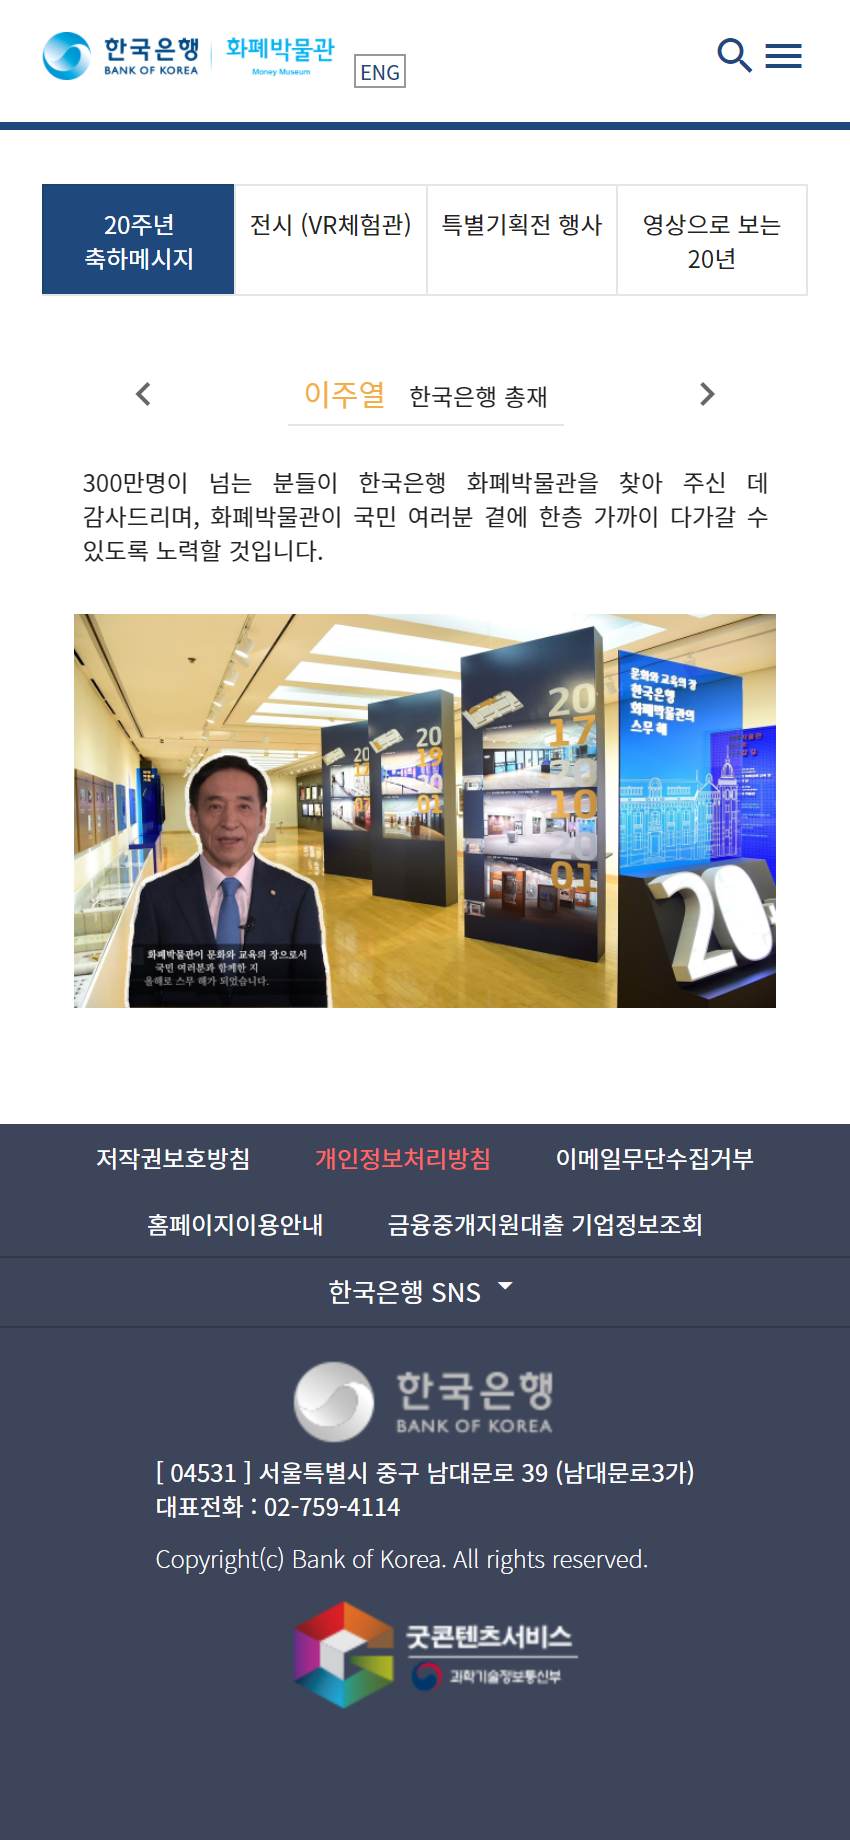 한국은행
BANK OF KOREA
화폐박물관
Money Museum
ENG
20주년
축하메시지
전시 (VR체험관)
특별기획전 행사
영상으로 보는
20년
이주열 한국은행 총재
300만명이 넘는 분들이 한국은행 화폐박물관을 찾아 주신 데
감사드리며, 화폐박물관이 국민 여러분 곁에 한층 가까이 다가갈 수
있도록 노력할 것입니다.
문화와 교육의 장
한국은행
화폐박물관의
스무 해
20
17
20
10
20
01
20
19
20
01
20
화폐박물관이 문화와 교육의 장으로서
국민 여러분과 함께한 지
올해로 스무 해가 되었습니다.
저작권보호방침 개인정보처리방침 이메일무단수집거부
홈페이지이용안내 금융중개지원대출 기업정보조회
한국은행 SNS
한국은행
BANK OF KOREA
[ 04531 ] 서울특별시 중구 남대문로 39 (남대문로3가)
대표전화 : 02-759-4114
Copyright(c) Bank of Korea. All rights reserved.
굿콘텐츠서비스
과학기술정보통신부